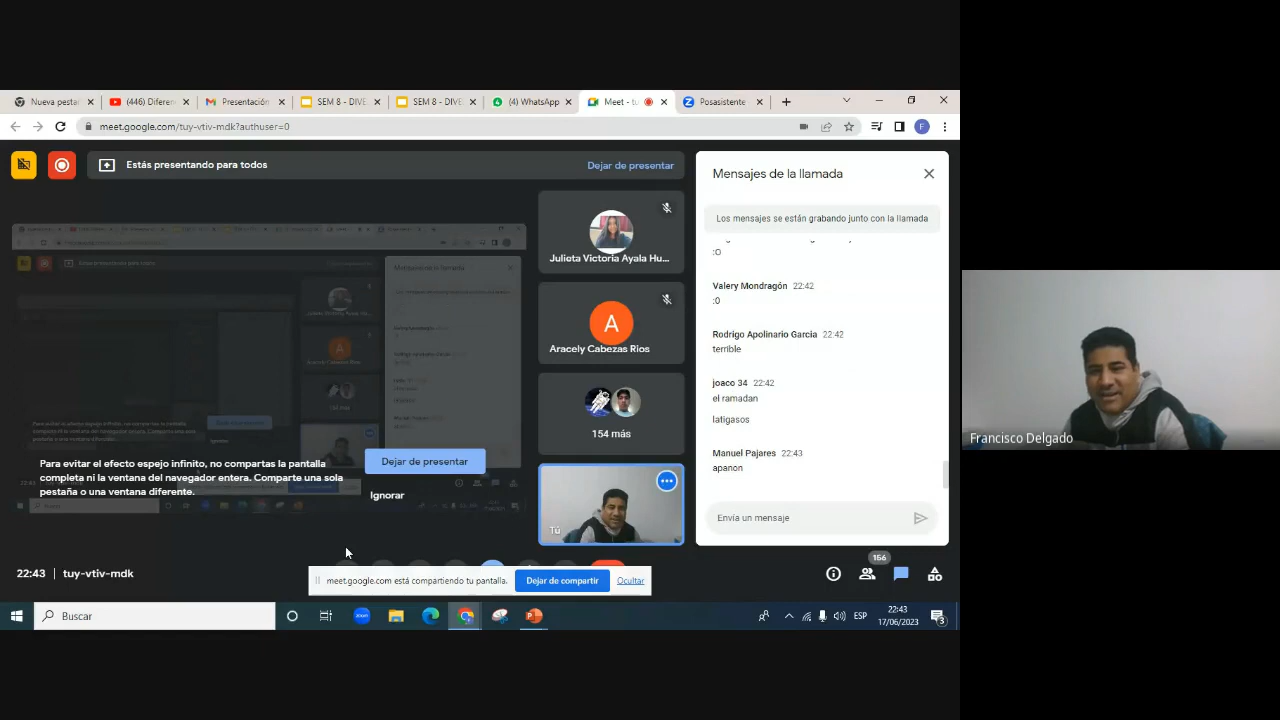 Nueva pestañ
(446) Diferen
Presentación
SEM 8 - DIVE
SEM 8 - DIVE
(4) WhatsApp
Meet - tu
Posasistente
meet.google.com/tuy-vtiv-mdk?authuser=0
F
Estás presentando para todos
Dejar de presentar
Mensajes de la llamada
Los mensajes se están grabando junto con la llamada
:O
Valery Mondragón 22:42
:0
Rodrigo Apolinario Garcia 22:42
terrible
joaco 34 22:42
el ramadan
latigasos
Manuel Pajares 22:43
apanon
Envía un mensaje
Julieta Victoria Ayala Hu...
A
Aracely Cabezas Rios
154 más
Tú
Para evitar el efecto espejo infinito, no compartas la pantalla
completa ni la ventana del navegador entera. Comparte una sola
pestaña o una ventana diferente.
Dejar de presentar
Ignorar
22:43 | tuy-vtiv-mdk
meet.google.com está compartiendo tu pantalla.
Dejar de compartir
Ocultar
156
Buscar
zoom
ESP
22:43
17/06/2023
3
Francisco Delgado